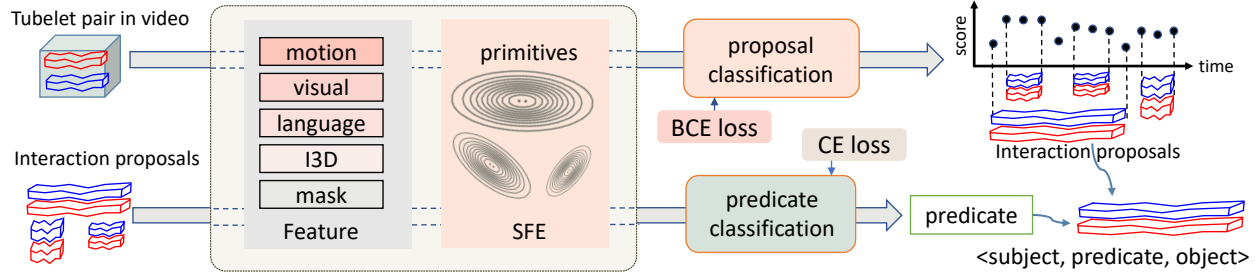 Tubelet pair in video
Interaction proposals
motion
visual
language
I3D
mask
Feature
primitives
SFE
proposal
classification
BCE loss
CE loss
predicate
classification
score
time
Interaction proposals
predicate
<subject, predicate, object>